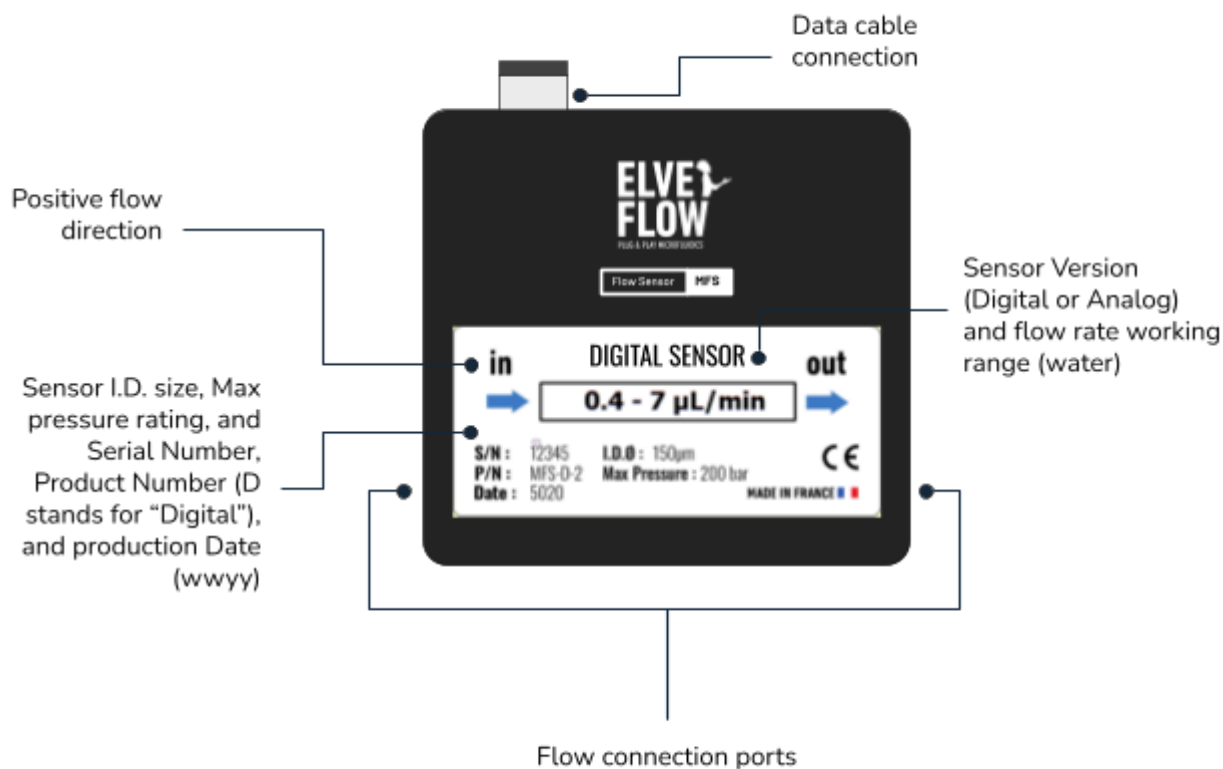 Data cable
connection
ELVE
FLOW
PLUG & PLAY MICROFLUIDICS
Flow Sensor MFS
Positive flow
direction
Sensor Version
(Digital or Analog)
and flow rate working
range (water)
in DIGITAL SENSOR out
0.4 - 7 µL/min
Sensor I.D. size, Max
pressure rating, and
Serial Number,
Product Number (D
stands for “Digital”),
and production Date
(wwyy)
S/N : 12345 I.D.Ø : 150µm
P/N : MFS-D-2 Max Pressure : 200 bar
Date : 5020 MADE IN FRANCE
CE
Flow connection ports